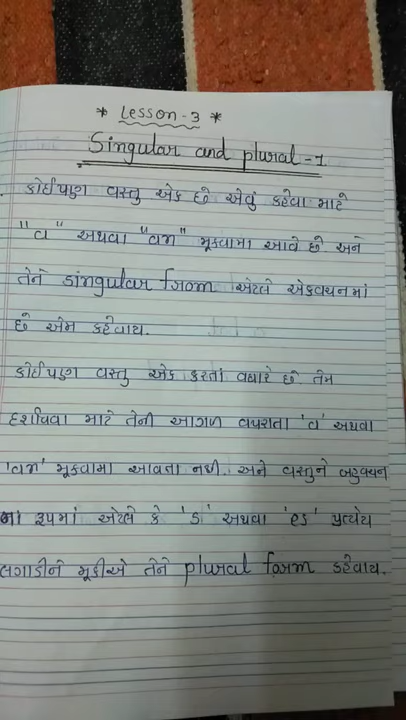 * Lesson - 3 *
Singular and plural - 1
કોઈપણ વસ્તુ એક છે એવું કહેવા માટે
"a" અથવા "an" મૂકવામા આવે છે અને
તેને singular from એટલે એકવચનમાં
છે એમ કહેવાય.
કોઈપણ વસ્તુ એક કરતાં વધારે છે તેમ
દર્શાવવા માટે તેની આગળ વપરાતા 'a' અથવા
'an' મૂકવામા આવતા નથી. અને વસ્તુને બહુવચન
નાં રૂપમાં એટલે કે 's' અથવા 'es' પ્રત્યેય
લગાડીને મૂકીએ તેને plural form કહેવાય.